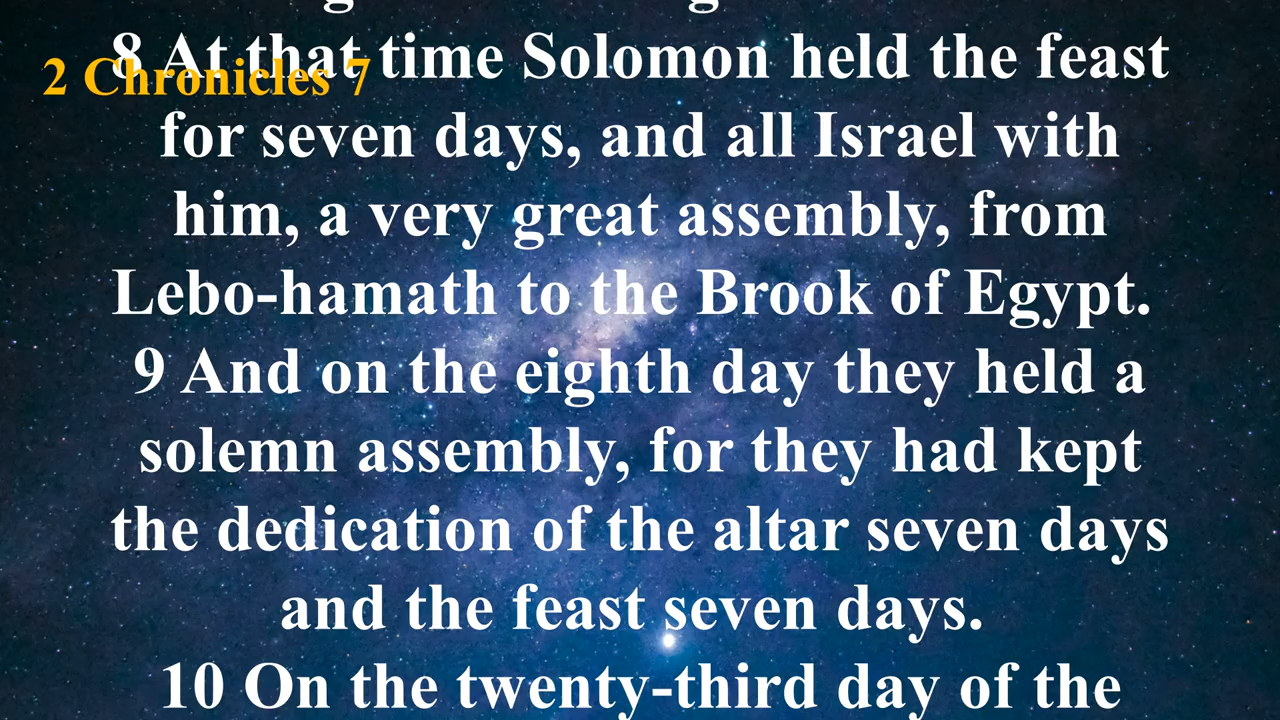 2 Chronicles 7
8 At that time Solomon held the feast
for seven days, and all Israel with
him, a very great assembly, from
Lebo-hamath to the Brook of Egypt.
9 And on the eighth day they held a
solemn assembly, for they had kept
the dedication of the altar seven days
and the feast seven days.
10 On the twenty-third day of the